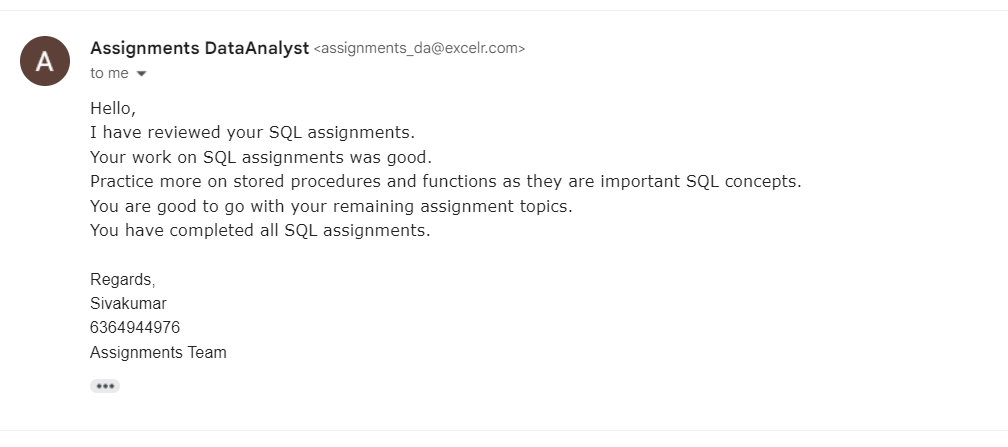 A
Assignments DataAnalyst <assignments_da@excelr.com>
to me
Hello,
I have reviewed your SQL assignments.
Your work on SQL assignments was good.
Practice more on stored procedures and functions as they are important SQL concepts.
You are good to go with your remaining assignment topics.
You have completed all SQL assignments.
Regards,
Sivakumar
6364944976
Assignments Team